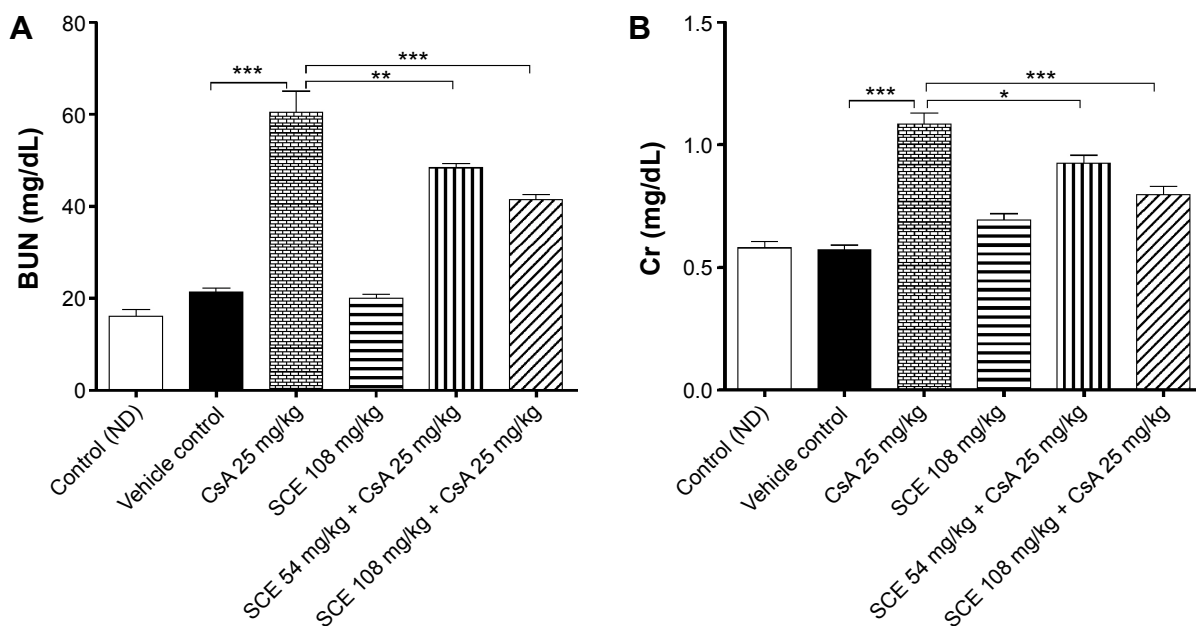 A
BUN (mg/dL)
80
60
40
20
0
***
**
***
Control (ND)
Vehicle control
CsA 25 mg/kg
SCE 108 mg/kg
SCE 54 mg/kg + CsA 25 mg/kg
SCE 108 mg/kg + CsA 25 mg/kg
B
Cr (mg/dL)
1.5
1.0
0.5
0.0
***
*
***
Control (ND)
Vehicle control
CsA 25 mg/kg
SCE 108 mg/kg
SCE 54 mg/kg + CsA 25 mg/kg
SCE 108 mg/kg + CsA 25 mg/kg